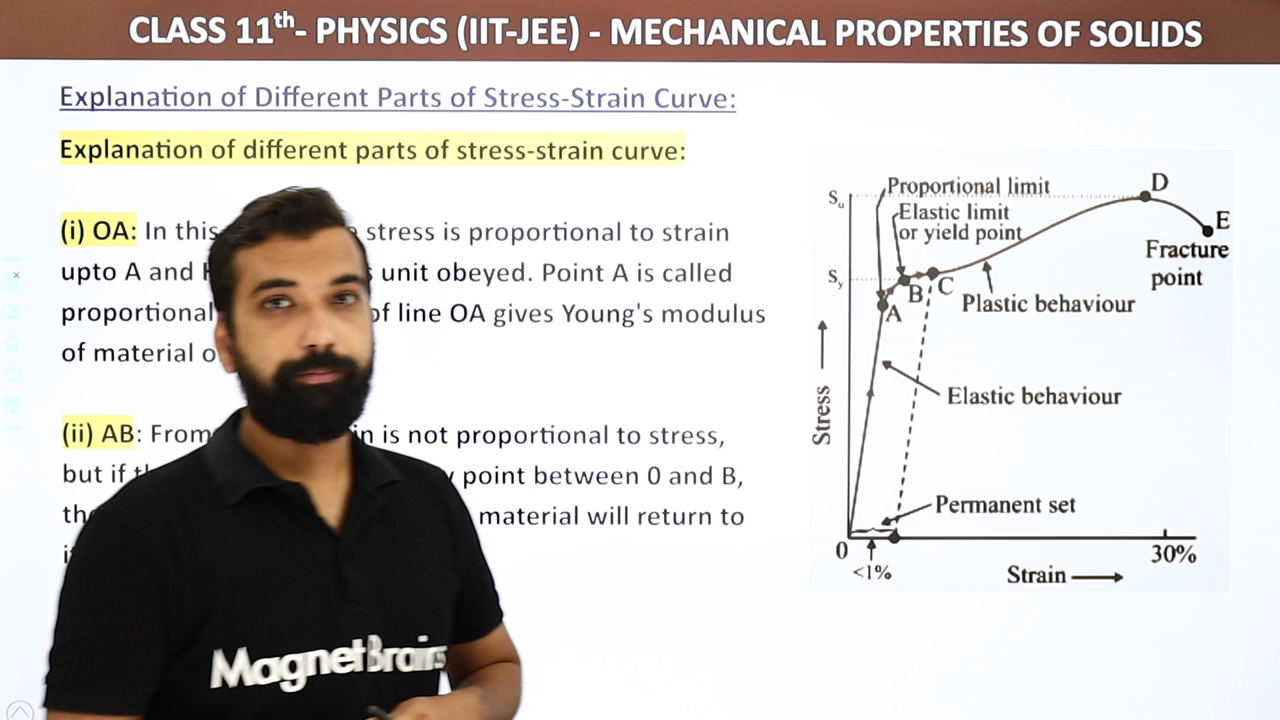 CLASS 11th- PHYSICS (IIT-JEE) - MECHANICAL PROPERTIES OF SOLIDS
Explanation of Different Parts of Stress-Strain Curve:
Explanation of different parts of stress-strain curve:
(i) OA: In this stress is proportional to strain
upto A and unit obeyed. Point A is called
proportional of line OA gives Young's modulus
of material
(ii) AB: From is not proportional to stress,
but if point between 0 and B,
material will return to
MagnetBrains
Su
Proportional limit
D
Elastic limit
or yield point
E
Fracture
point
Sy
B
C
A
Plastic behaviour
Elastic behaviour
Stress
Permanent set
0
<1%
30%
Strain